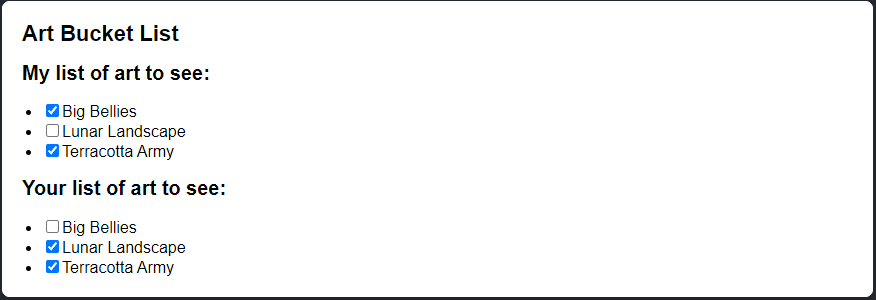 Art Bucket List
My list of art to see:
Big Bellies
Lunar Landscape
Terracotta Army
Your list of art to see:
Big Bellies
Lunar Landscape
Terracotta Army